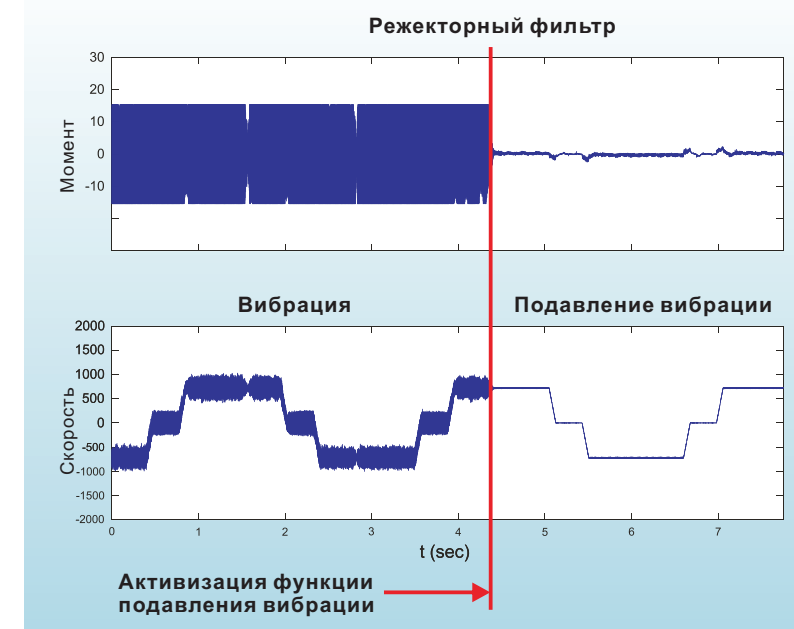 Режекторный фильтр
30
20
10
0
-10
Момент
Вибрация
Подавление вибрации
2000
1500
1000
500
0
-500
-1000
-1500
-2000
Скорость
0 1 2 3 4 5 6 7
t (sec)
Активизация функции
подавления вибрации